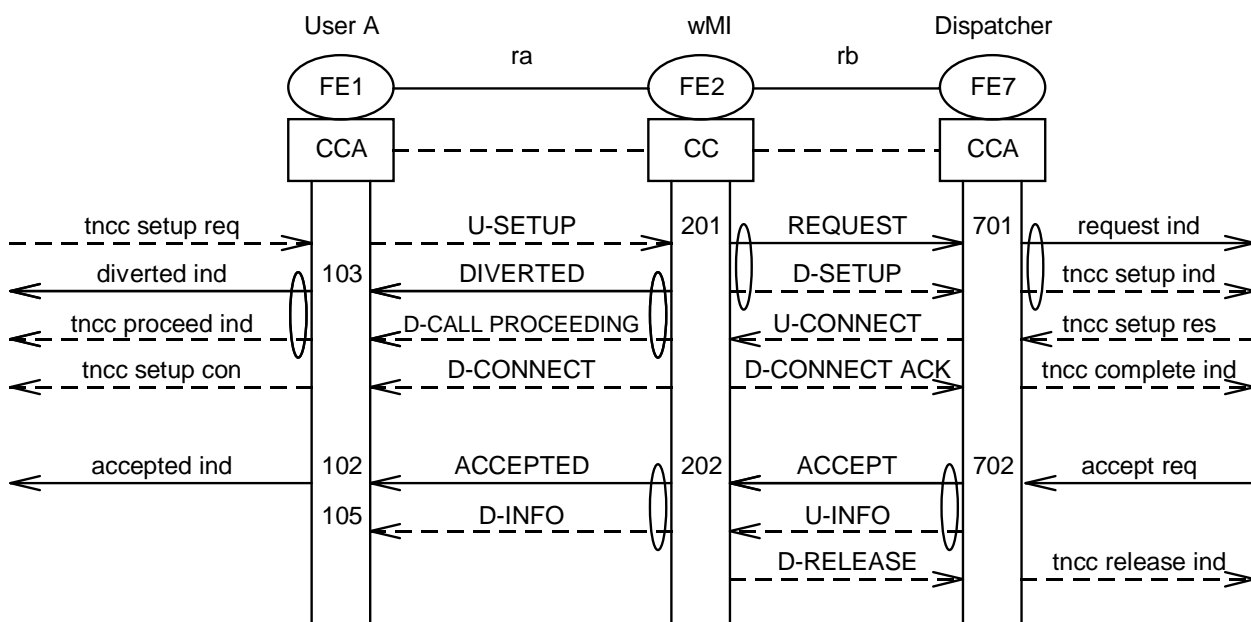 User A wMI Dispatcher
ra rb
FE1 FE2 FE7
CCA CC CCA
tncc setup req U-SETUP 201 REQUEST 701 request ind
diverted ind 103 DIVERTED D-SETUP tncc setup ind
tncc proceed ind D-CALL PROCEEDING U-CONNECT tncc setup res
tncc setup con D-CONNECT D-CONNECT ACK tncc complete ind
accepted ind 102 ACCEPTED 202 ACCEPT 702 accept req
105 D-INFO U-INFO
D-RELEASE tncc release ind